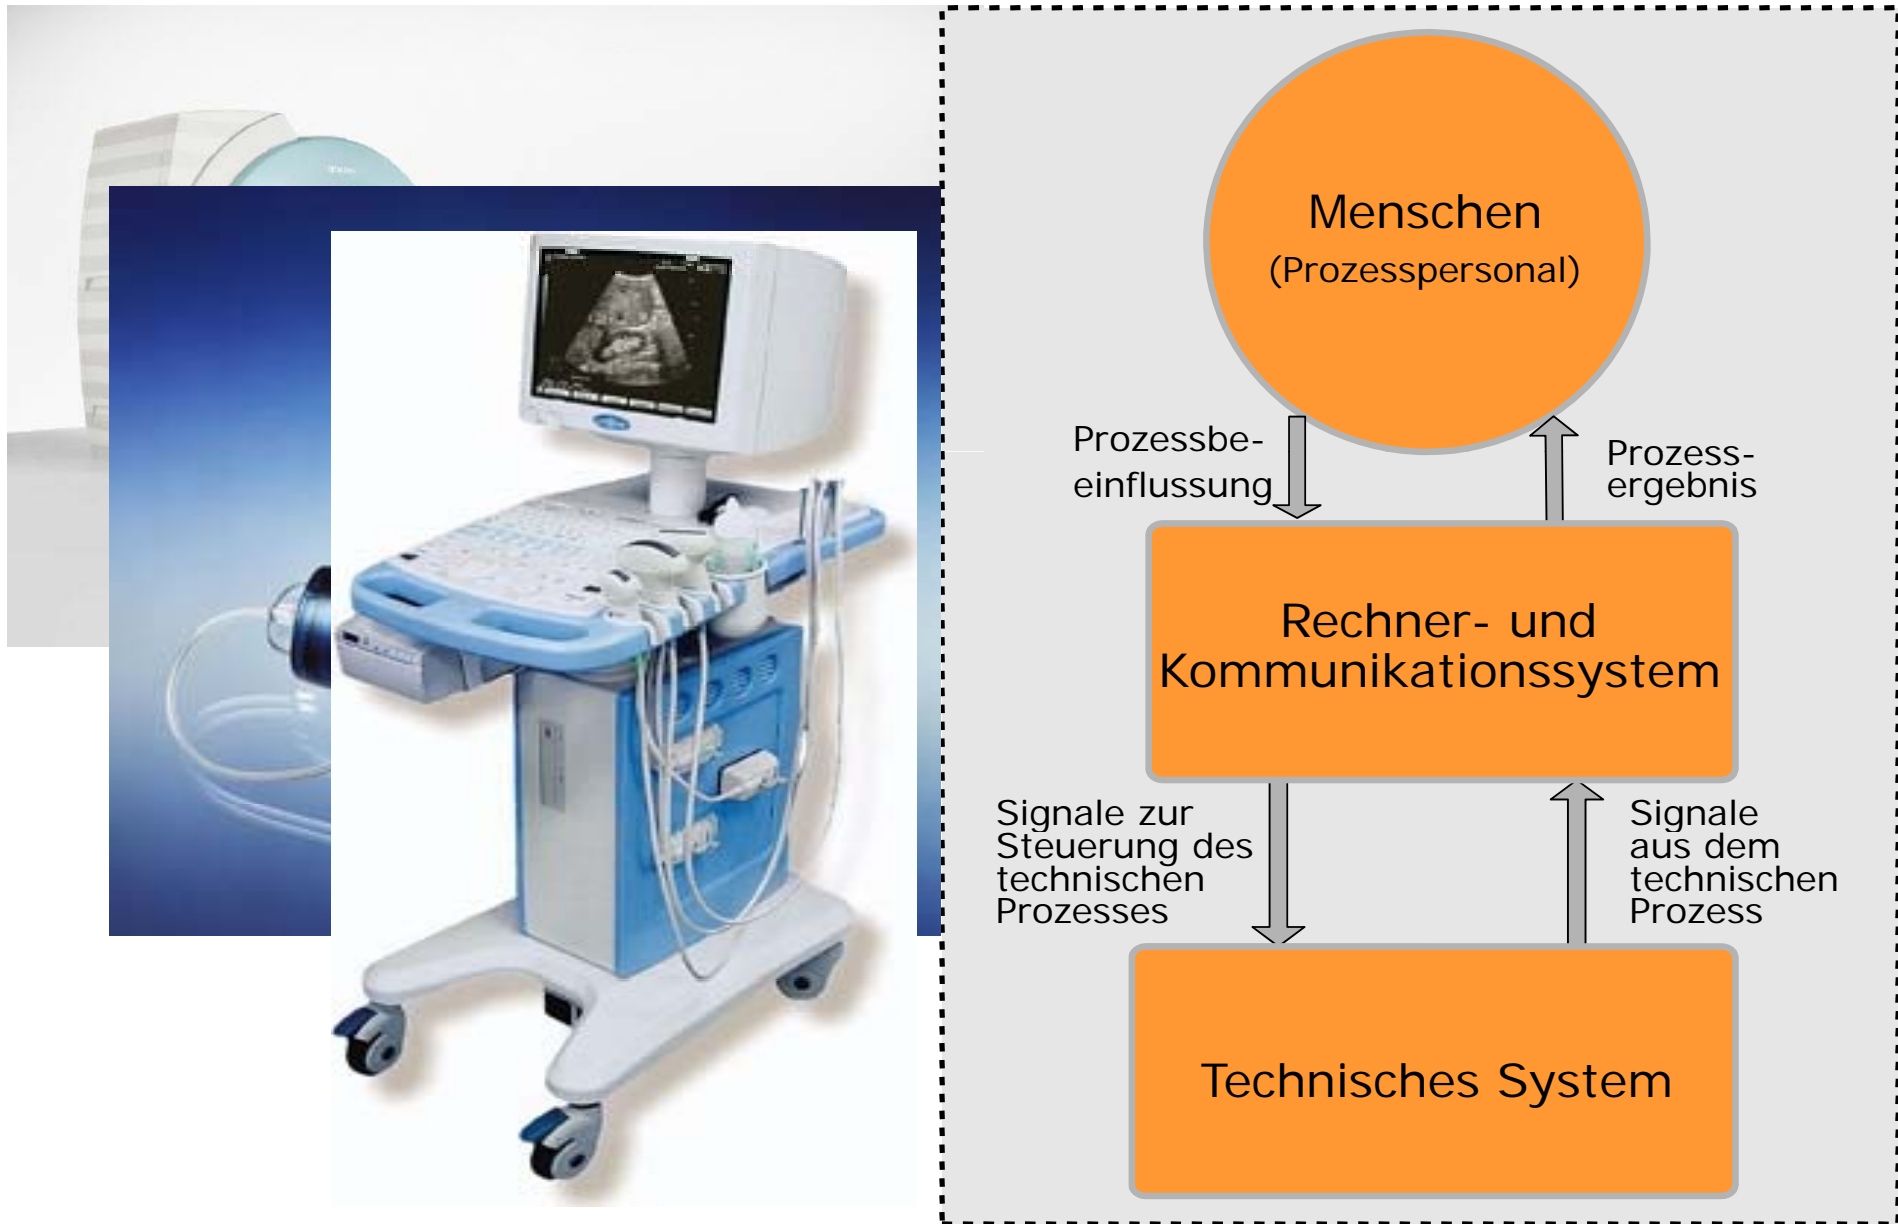 Menschen
(Prozesspersonal)
Prozessbe-
einflussung
Prozess-
ergebnis
Rechner- und
Kommunikationssystem
Signale zur
Steuerung des
technischen
Prozesses
Signale
aus dem
technischen
Prozess
Technisches System